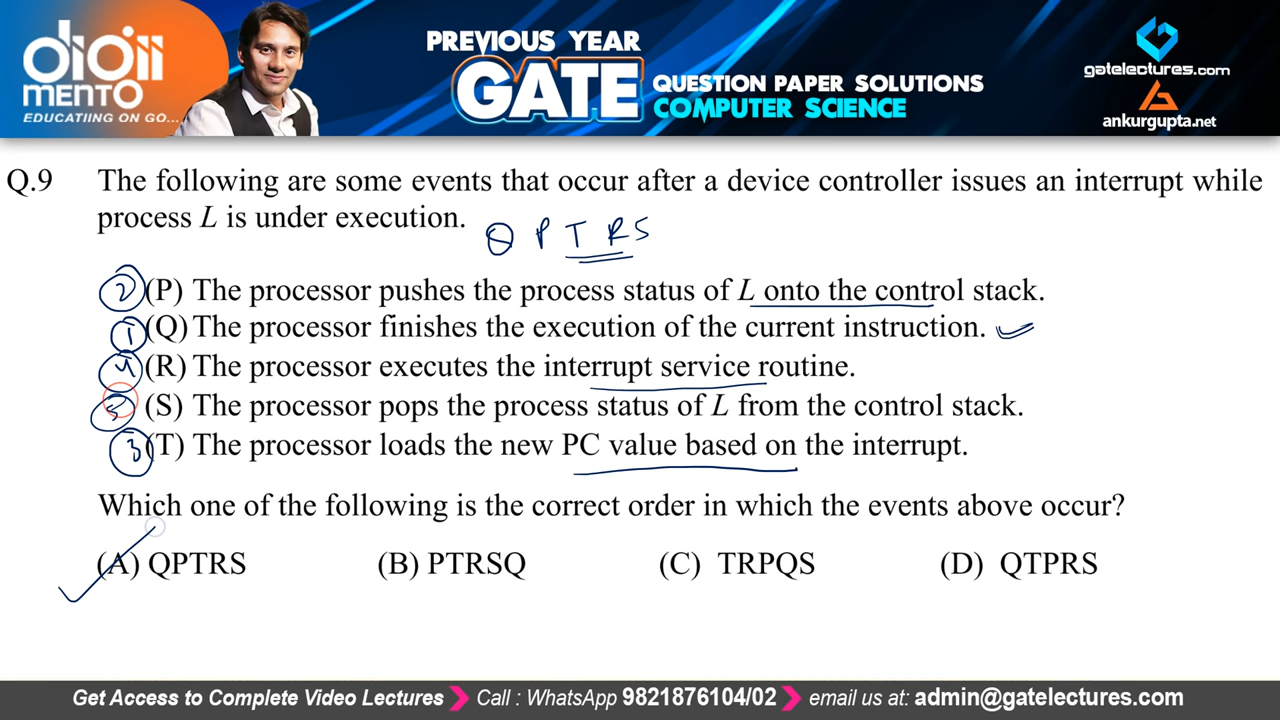 digii
MENTO
EDUCATIING ON GO...
PREVIOUS YEAR
GATE
QUESTION PAPER SOLUTIONS
COMPUTER SCIENCE
gatelectures.com
ankurgupta.net
Q.9 The following are some events that occur after a device controller issues an interrupt while
process L is under execution.
Q P T R S
2 (P) The processor pushes the process status of L onto the control stack.
1 (Q) The processor finishes the execution of the current instruction.
4 (R) The processor executes the interrupt service routine.
5 (S) The processor pops the process status of L from the control stack.
3 (T) The processor loads the new PC value based on the interrupt.
Which one of the following is the correct order in which the events above occur?
(A) QPTRS (B) PTRSQ (C) TRPQS (D) QTPRS
Get Access to Complete Video Lectures Call : WhatsApp 9821876104/02 email us at: admin@gatelectures.com